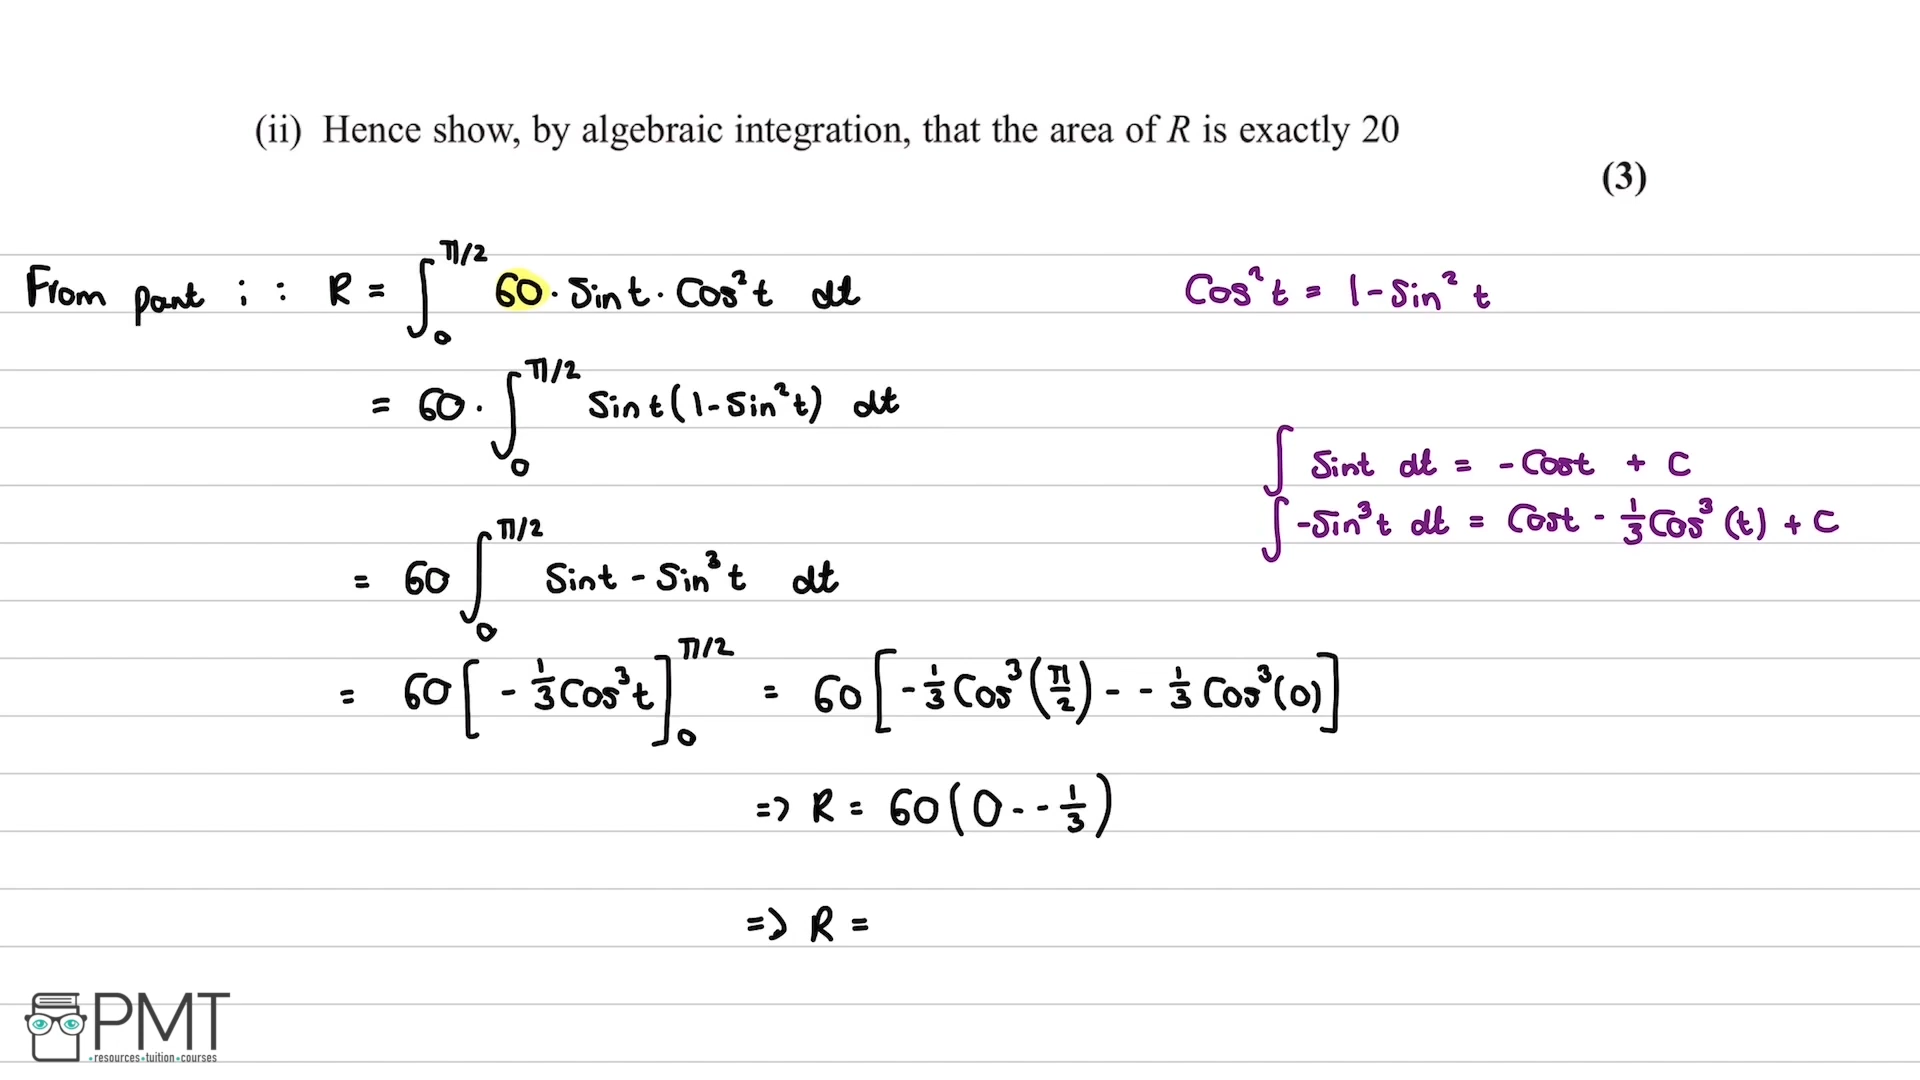 (ii) Hence show, by algebraic integration, that the area of R is exactly 20
(3)
From part i : R = ∫₀^π/2 60 · Sin t · Cos²t dt
Cos²t = 1 - Sin²t
= 60 · ∫₀^π/2 Sin t (1 - Sin²t) dt
∫ Sin t dt = - Cos t + C
∫ -Sin³t dt = Cos t - 1/3 Cos³(t) + C
= 60 ∫₀^π/2 Sin t - Sin³t dt
= 60 [ - 1/3 Cos³t ]₀^π/2 = 60 [ - 1/3 Cos³(π/2) - - 1/3 Cos³(0) ]
=> R = 60 ( 0 - - 1/3 )
=> R =
PMT
• resources • tuition • courses